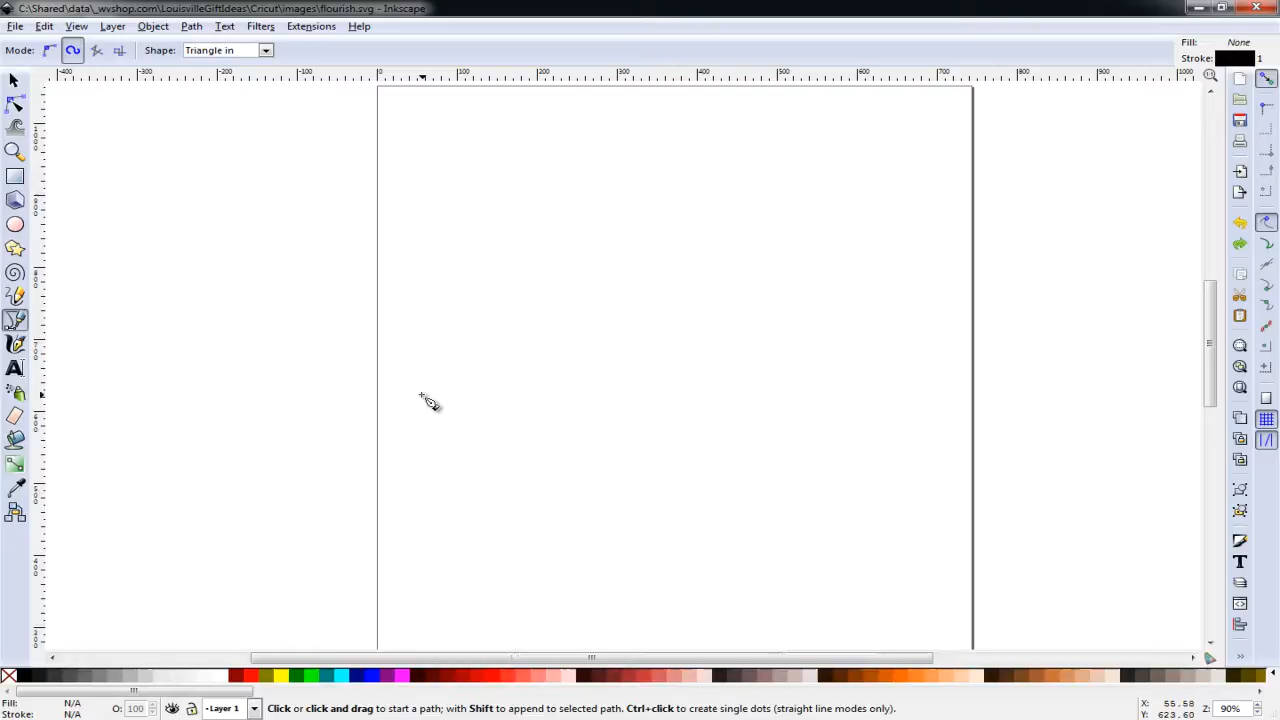 C:\Shared\data\_wvshop.com\LouisvilleGiftIdeas\Cricut\images\flourish.svg - Inkscape
File Edit View Layer Object Path Text Filters Extensions Help
Mode: Shape: Triangle in Fill: None
Stroke: 1
-400 -300 -200 -100 0 100 200 300 400 500 600 700 800 900 1000
Fill: N/A
Stroke: N/A
O: 100
Layer 1
Click or click and drag to start a path; with Shift to append to selected path. Ctrl+click to create single dots (straight line modes only).
X: 55.58
Y: 623.60
Z: 90%